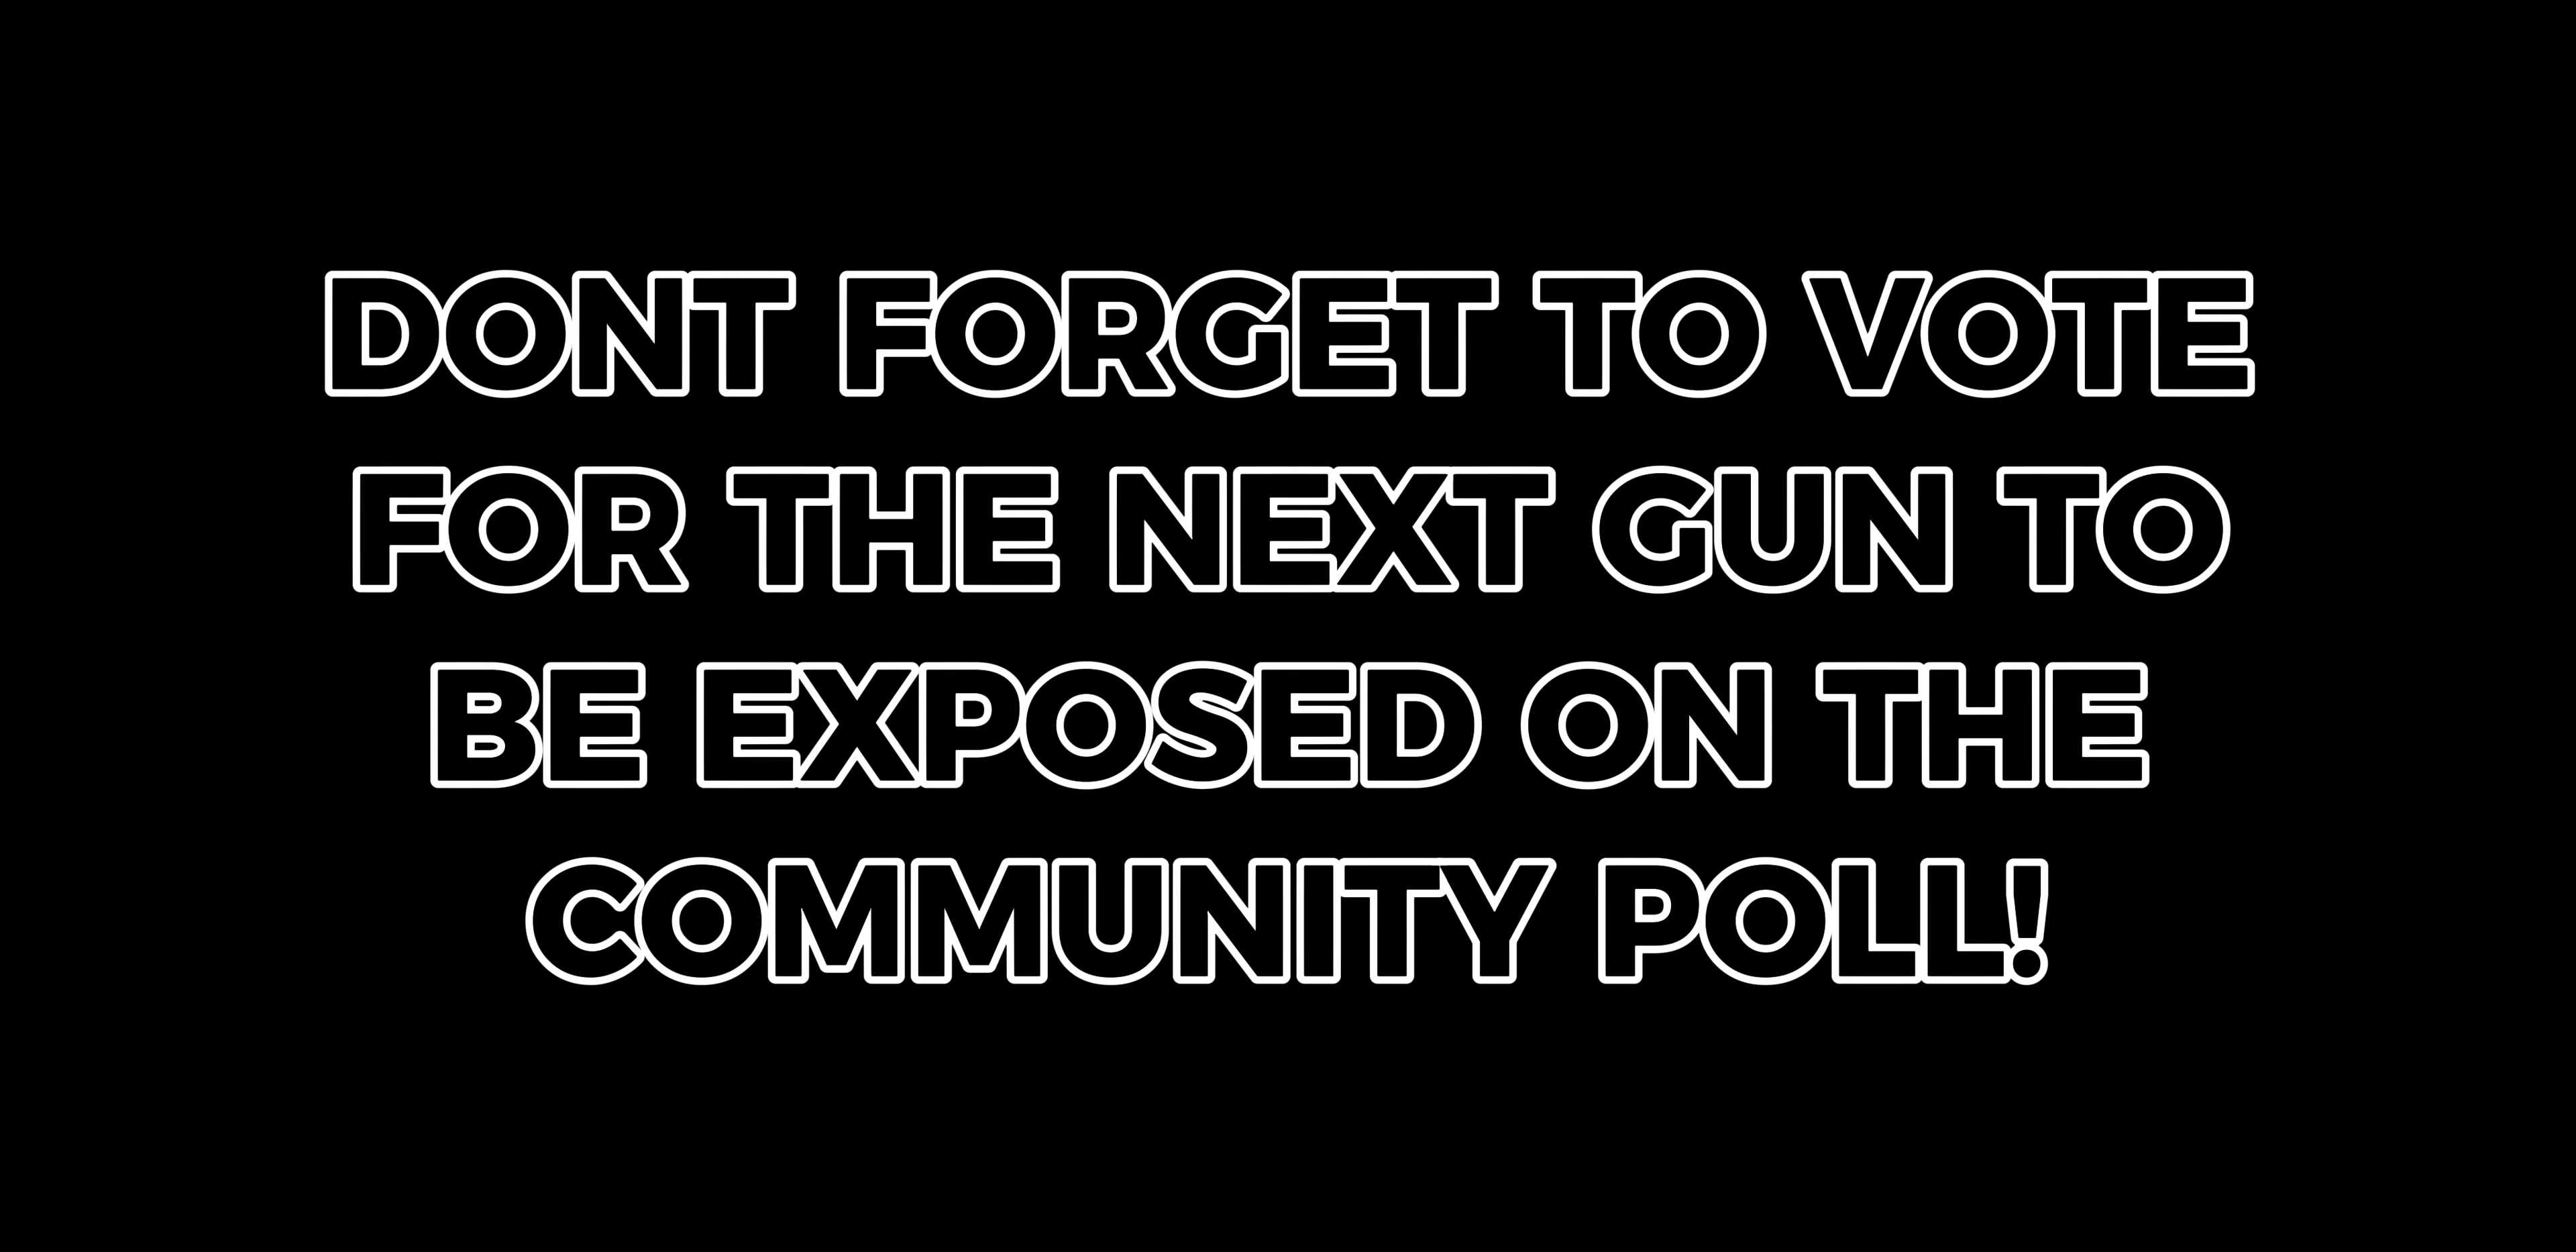 DONT FORGET TO VOTE
FOR THE NEXT GUN TO
BE EXPOSED ON THE
COMMUNITY POLL!